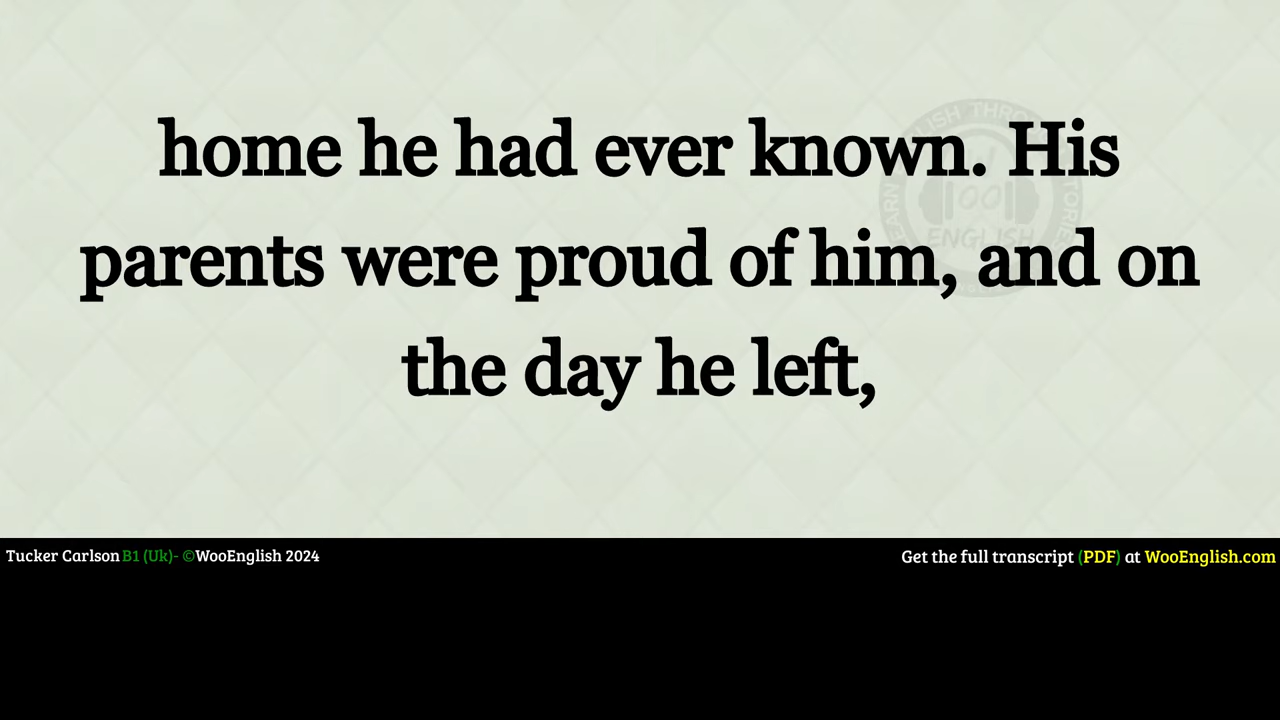 home he had ever known. His
parents were proud of him, and on
the day he left,
Tucker Carlson B1 (Uk)- ©WooEnglish 2024
Get the full transcript (PDF) at WooEnglish.com
ENGLISH